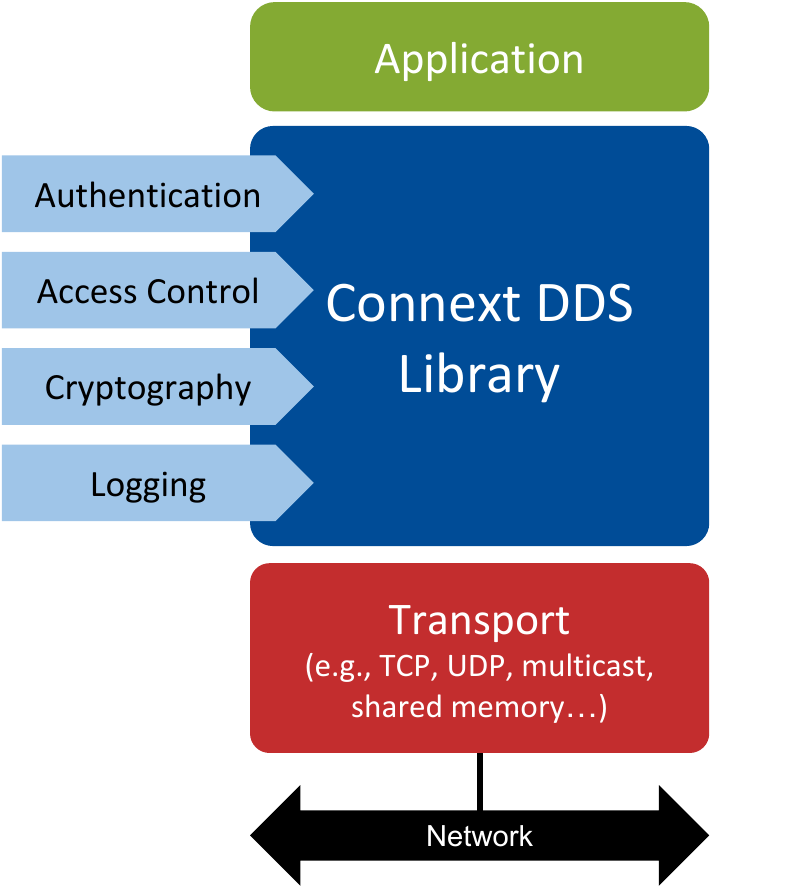 Application
Authentication
Access Control
Connext DDS
Library
Cryptography
Logging
Transport
(e.g., TCP, UDP, multicast,
shared memory…)
Network